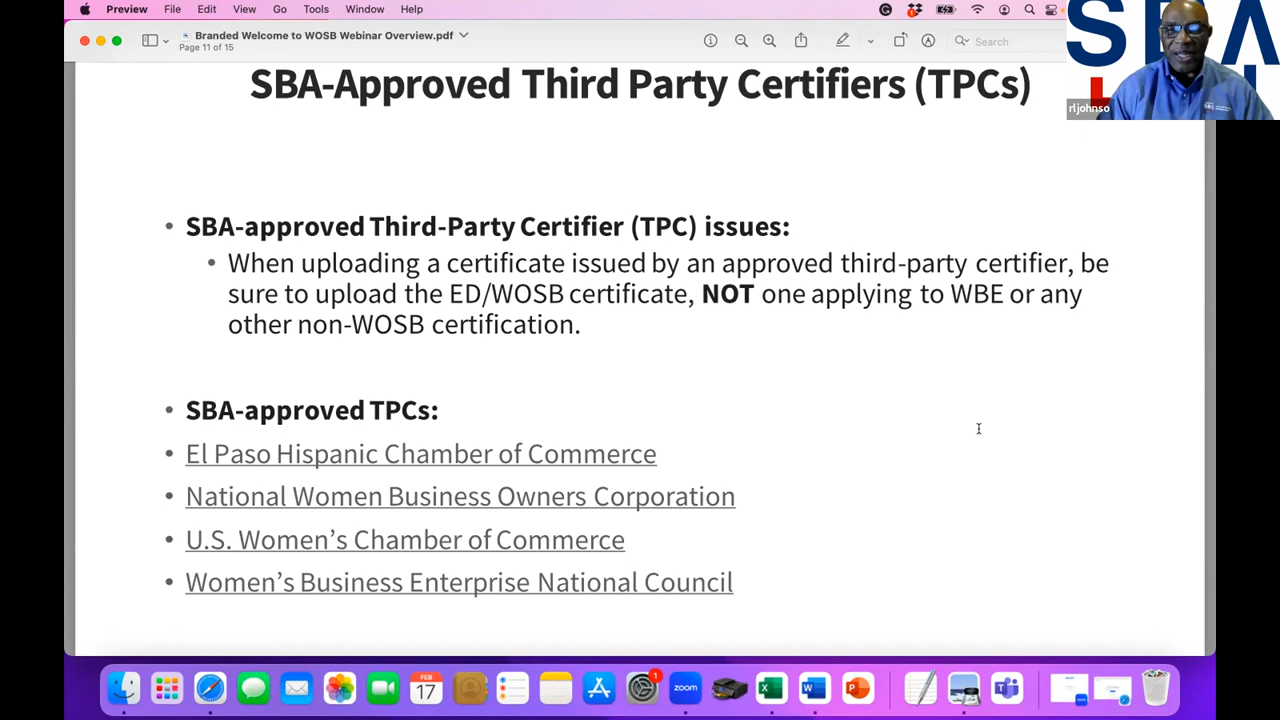 Preview File Edit View Go Tools Window Help
Branded Welcome to WOSB Webinar Overview.pdf
Page 11 of 15
Search
SBA
rljohnso
SBA-Approved Third Party Certifiers (TPCs)
• SBA-approved Third-Party Certifier (TPC) issues:
• When uploading a certificate issued by an approved third-party certifier, be
sure to upload the ED/WOSB certificate, NOT one applying to WBE or any
other non-WOSB certification.
• SBA-approved TPCs:
• El Paso Hispanic Chamber of Commerce
• National Women Business Owners Corporation
• U.S. Women’s Chamber of Commerce
• Women’s Business Enterprise National Council
FEB
17
1
zoom